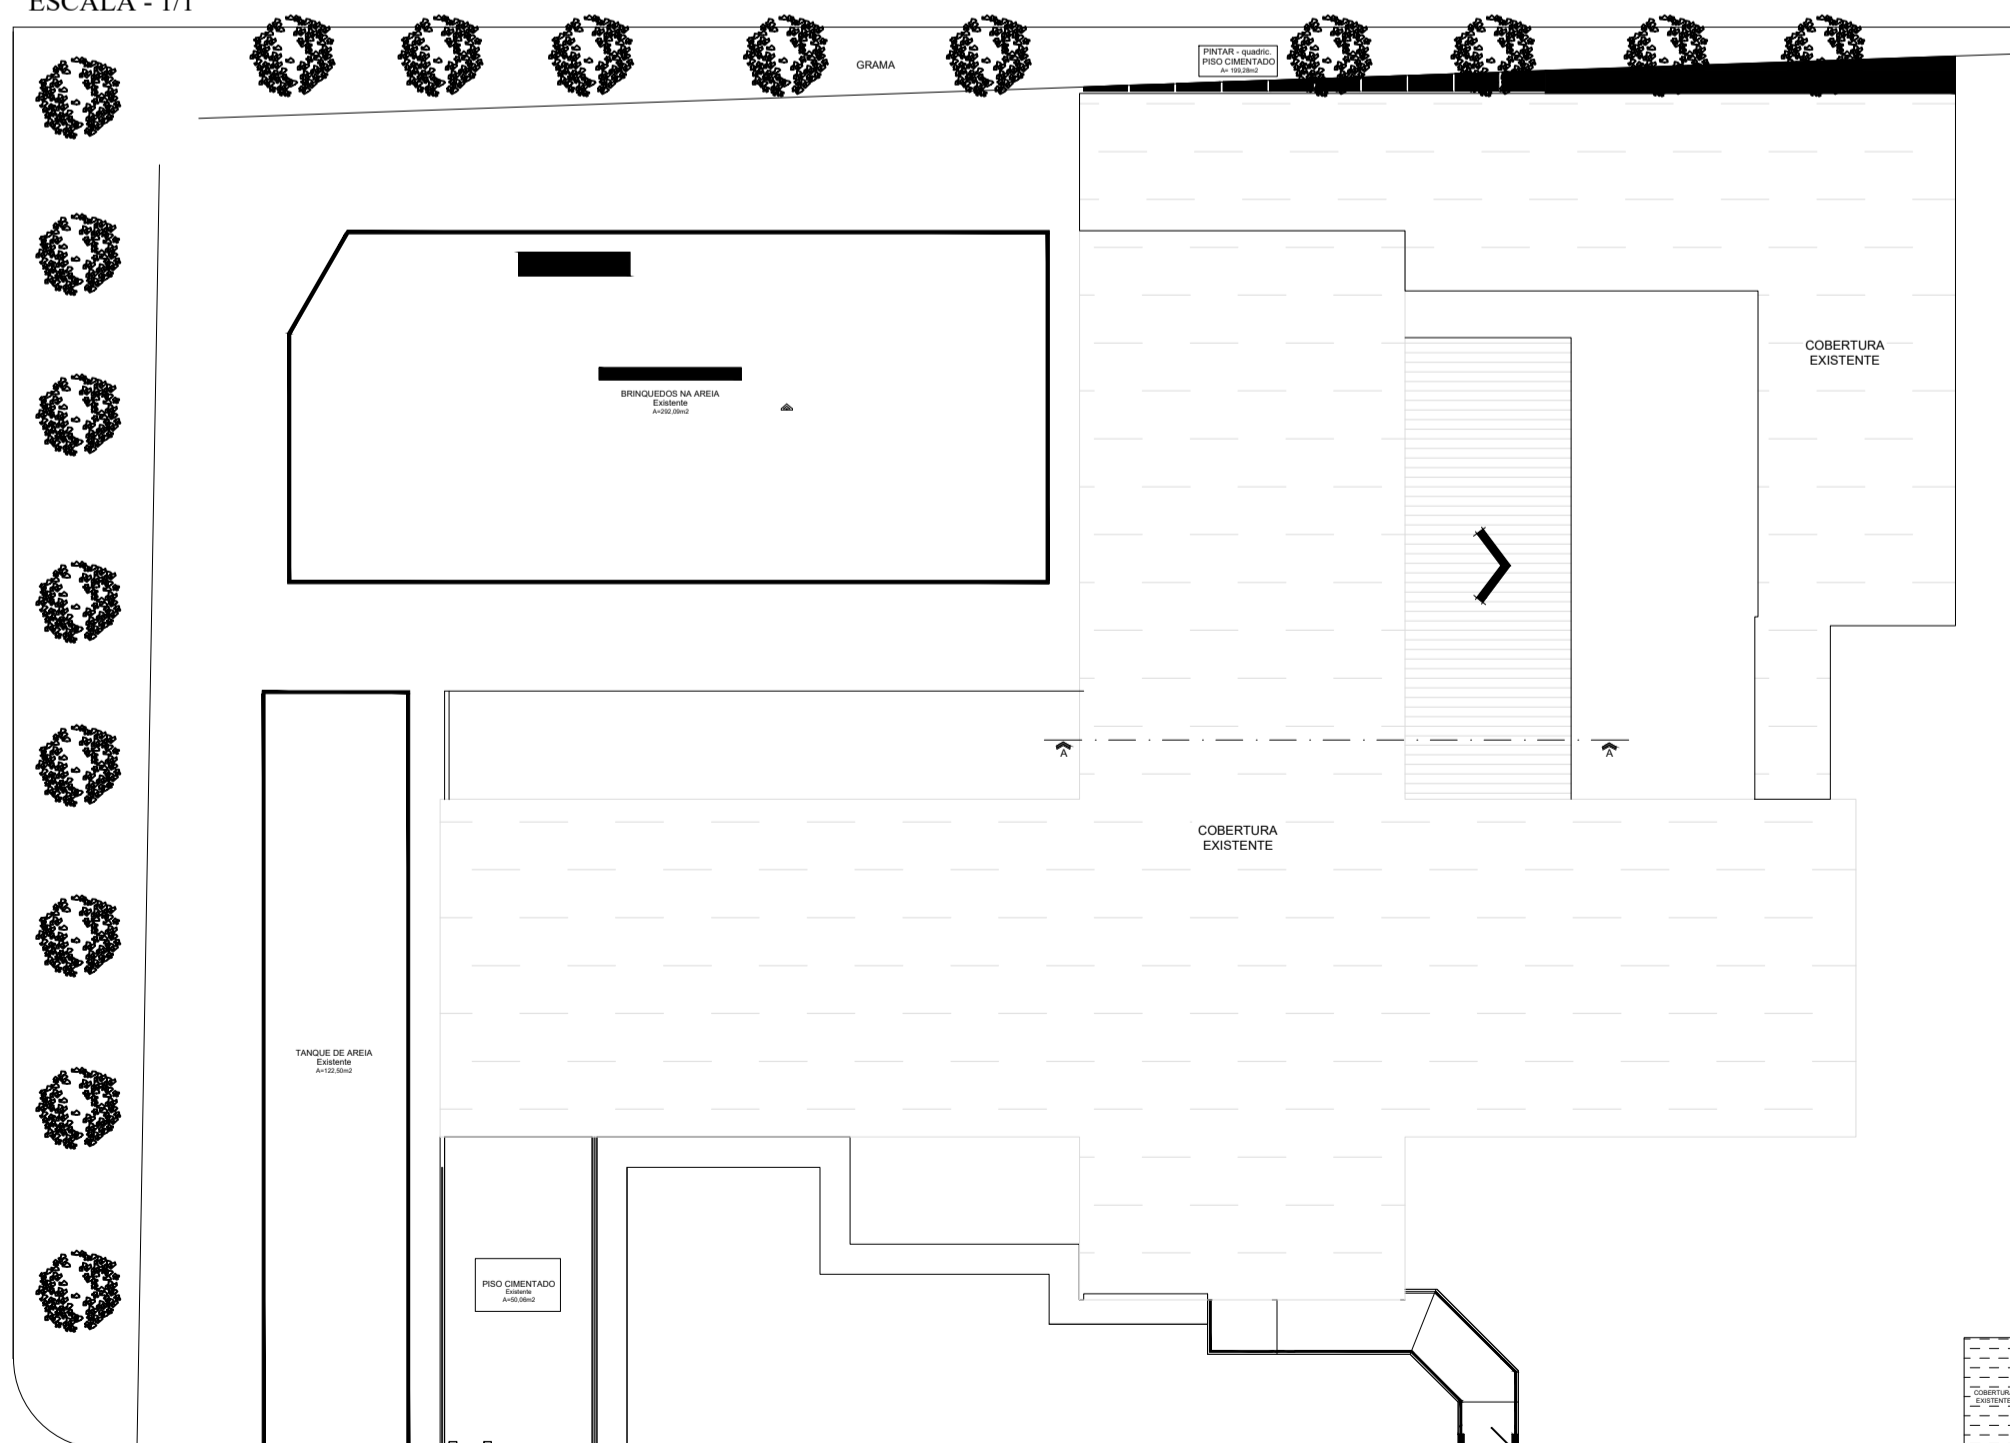 ESCALA - 1/1
GRAMA
PINTAR - quadric.
PISO CIMENTADO
A= 199,28m2
COBERTURA
EXISTENTE
BRINQUEDOS NA AREIA
Existente
A=292,09m2
A
A
COBERTURA
EXISTENTE
TANQUE DE AREIA
Existente
A=122,50m2
PISO CIMENTADO
Existente
A=50,06m2
COBERTURA
EXISTENTE